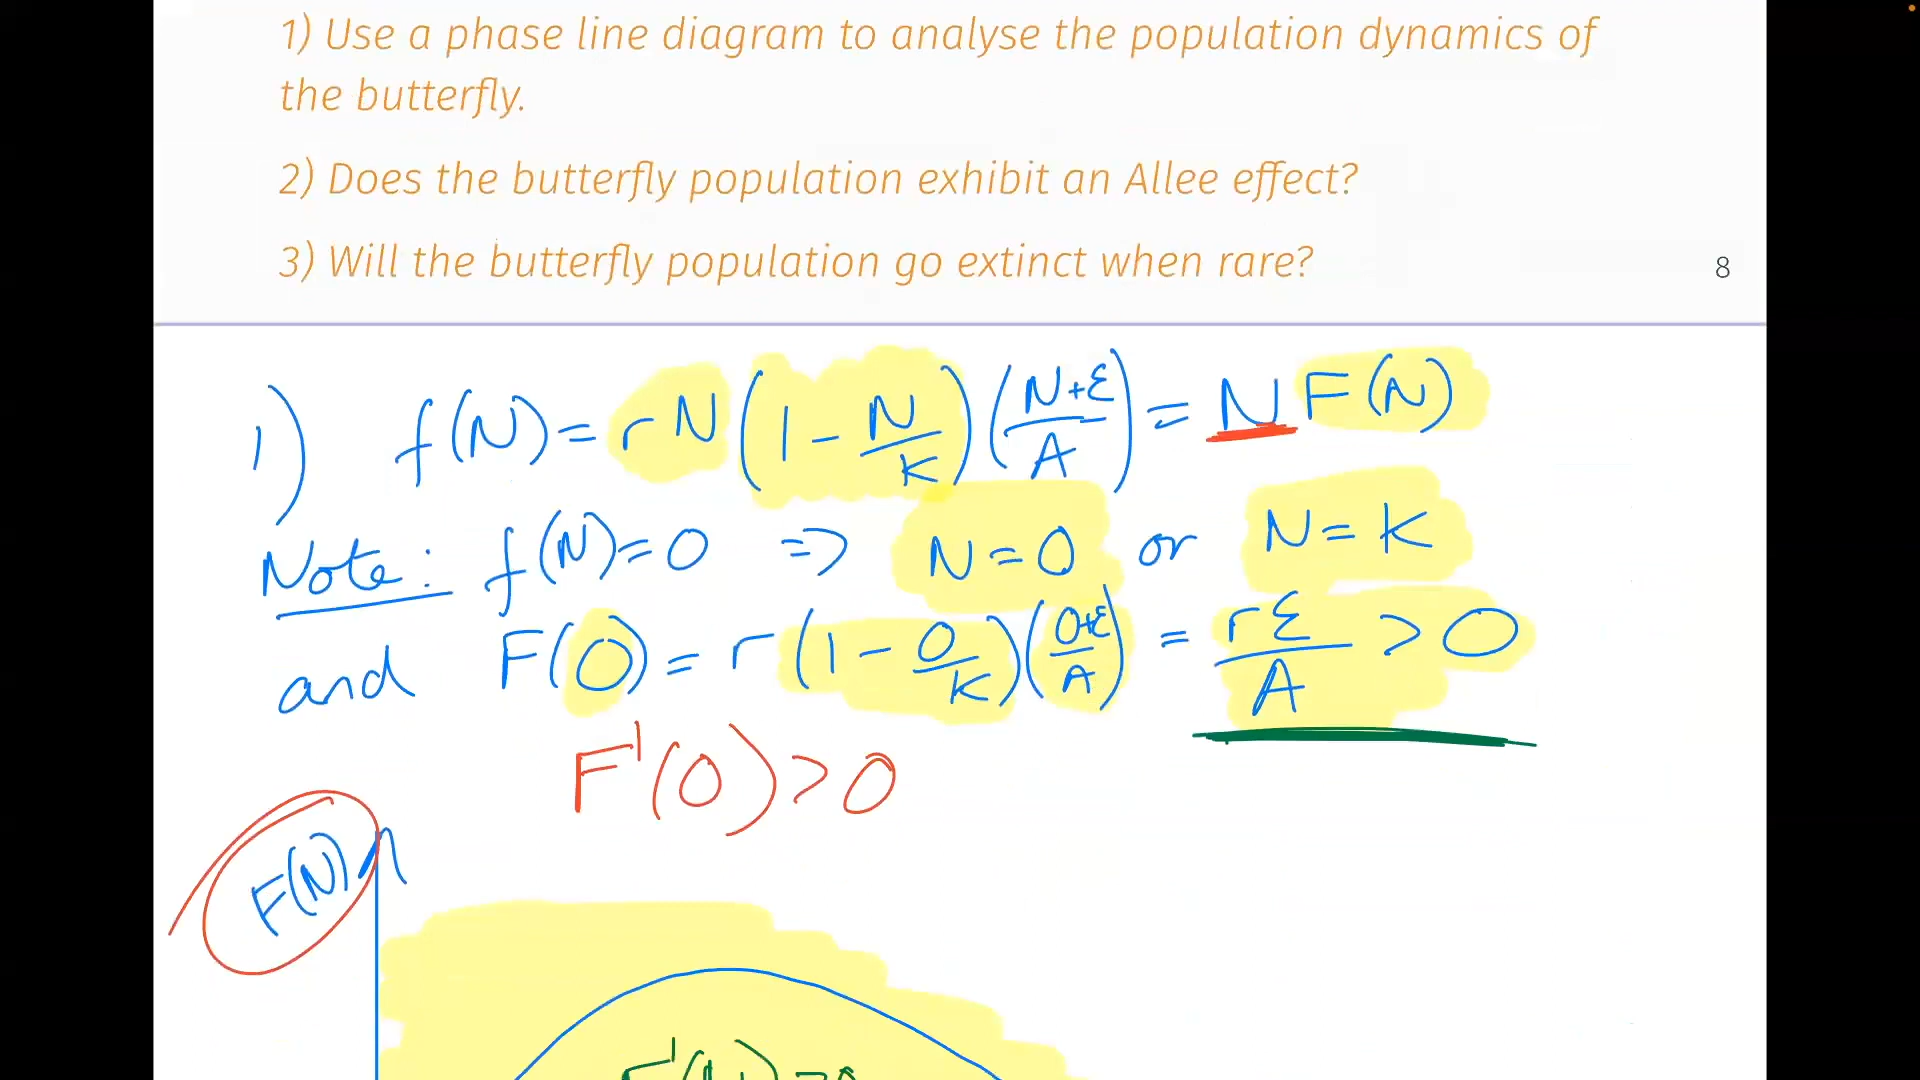 1) Use a phase line diagram to analyse the population dynamics of
the butterfly.
2) Does the butterfly population exhibit an Allee effect?
3) Will the butterfly population go extinct when rare?
8
1) f(N) = rN (1 - N/K) (N+ε/A) = N F(N)
Note: f(N)=0 => N=0 or N=K
and F(0) = r(1 - 0/K)(0+ε/A) = rε/A > 0
F'(0) > 0
F(N)